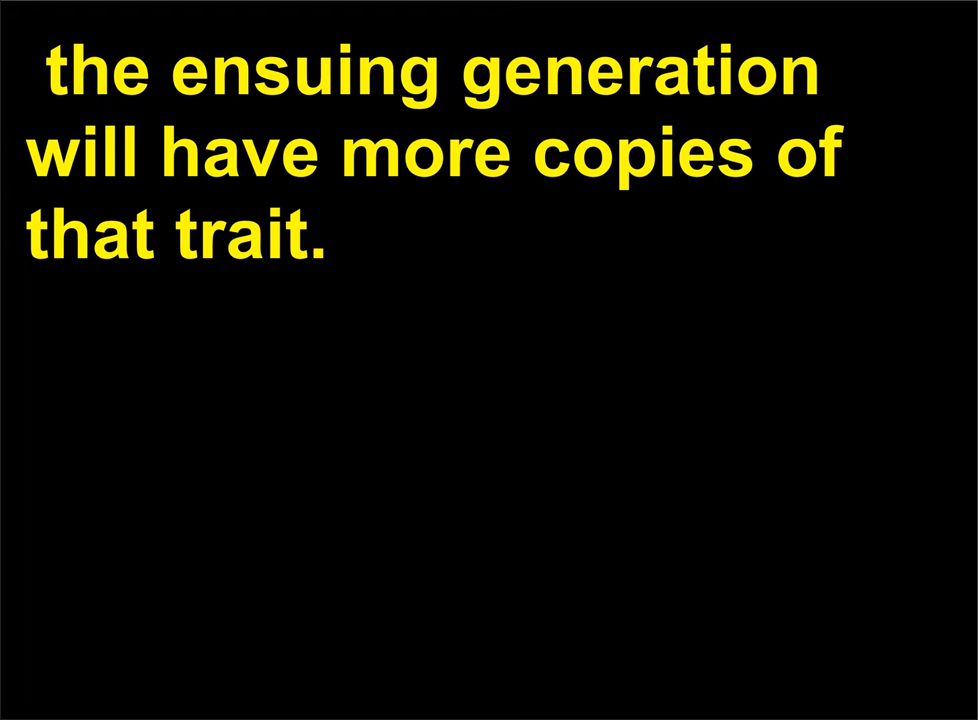 the ensuing generation
will have more copies of
that trait.